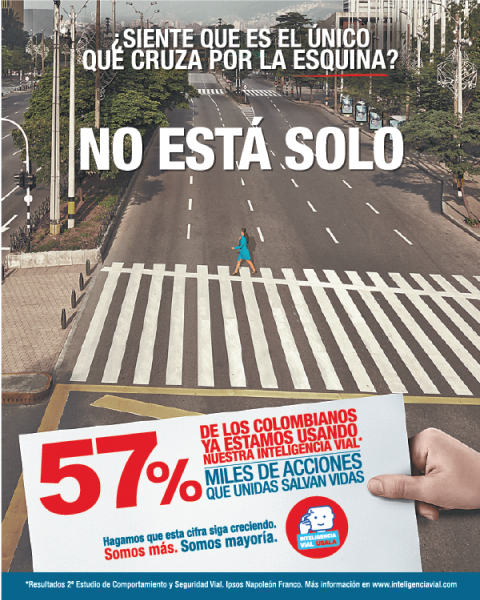 ¿SIENTE QUE ES EL ÚNICO
QUE CRUZA POR LA ESQUINA?
NO ESTÁ SOLO
57%
DE LOS COLOMBIANOS
YA ESTAMOS USANDO
NUESTRA INTELIGENCIA VIAL.*
MILES DE ACCIONES
QUE UNIDAS SALVAN VIDAS
Hagamos que esta cifra siga creciendo.
Somos más. Somos mayoría.
INTELIGENCIA
VIAL ÚSALA
*Resultados 2º Estudio de Comportamiento y Seguridad Vial. Ipsos Napoleón Franco. Más información en www.inteligenciavial.com